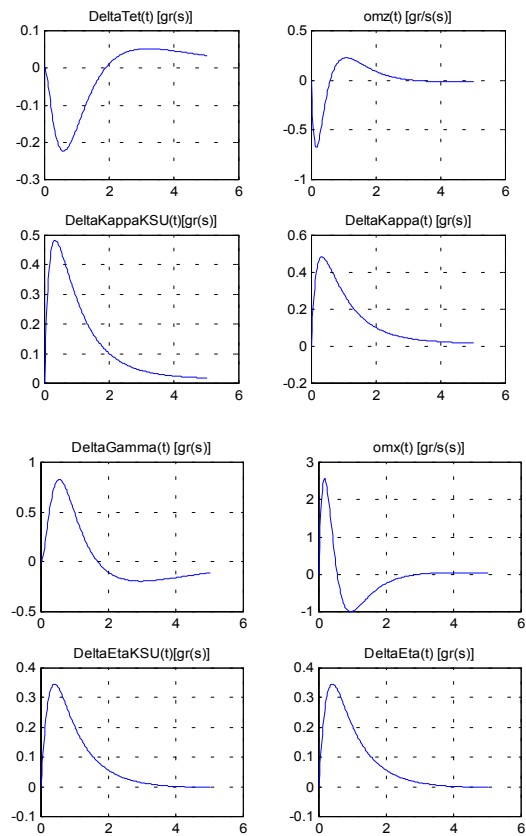 DeltaTet(t) [gr(s)]
0.1
0
-0.1
-0.2
-0.3
0 2 4 6
omz(t) [gr/s(s)]
0.5
0
-0.5
-1
0 2 4 6
DeltaKappaKSU(t)[gr(s)]
0.5
0.4
0.3
0.2
0.1
0
0 2 4 6
DeltaKappa(t) [gr(s)]
0.6
0.4
0.2
0
-0.2
0 2 4 6
DeltaGamma(t) [gr(s)]
1
0.5
0
-0.5
0 2 4 6
omx(t) [gr/s(s)]
3
2
1
0
-1
0 2 4 6
DeltaEtaKSU(t)[gr(s)]
0.4
0.3
0.2
0.1
0
-0.1
0 2 4 6
DeltaEta(t) [gr(s)]
0.4
0.3
0.2
0.1
0
-0.1
0 2 4 6